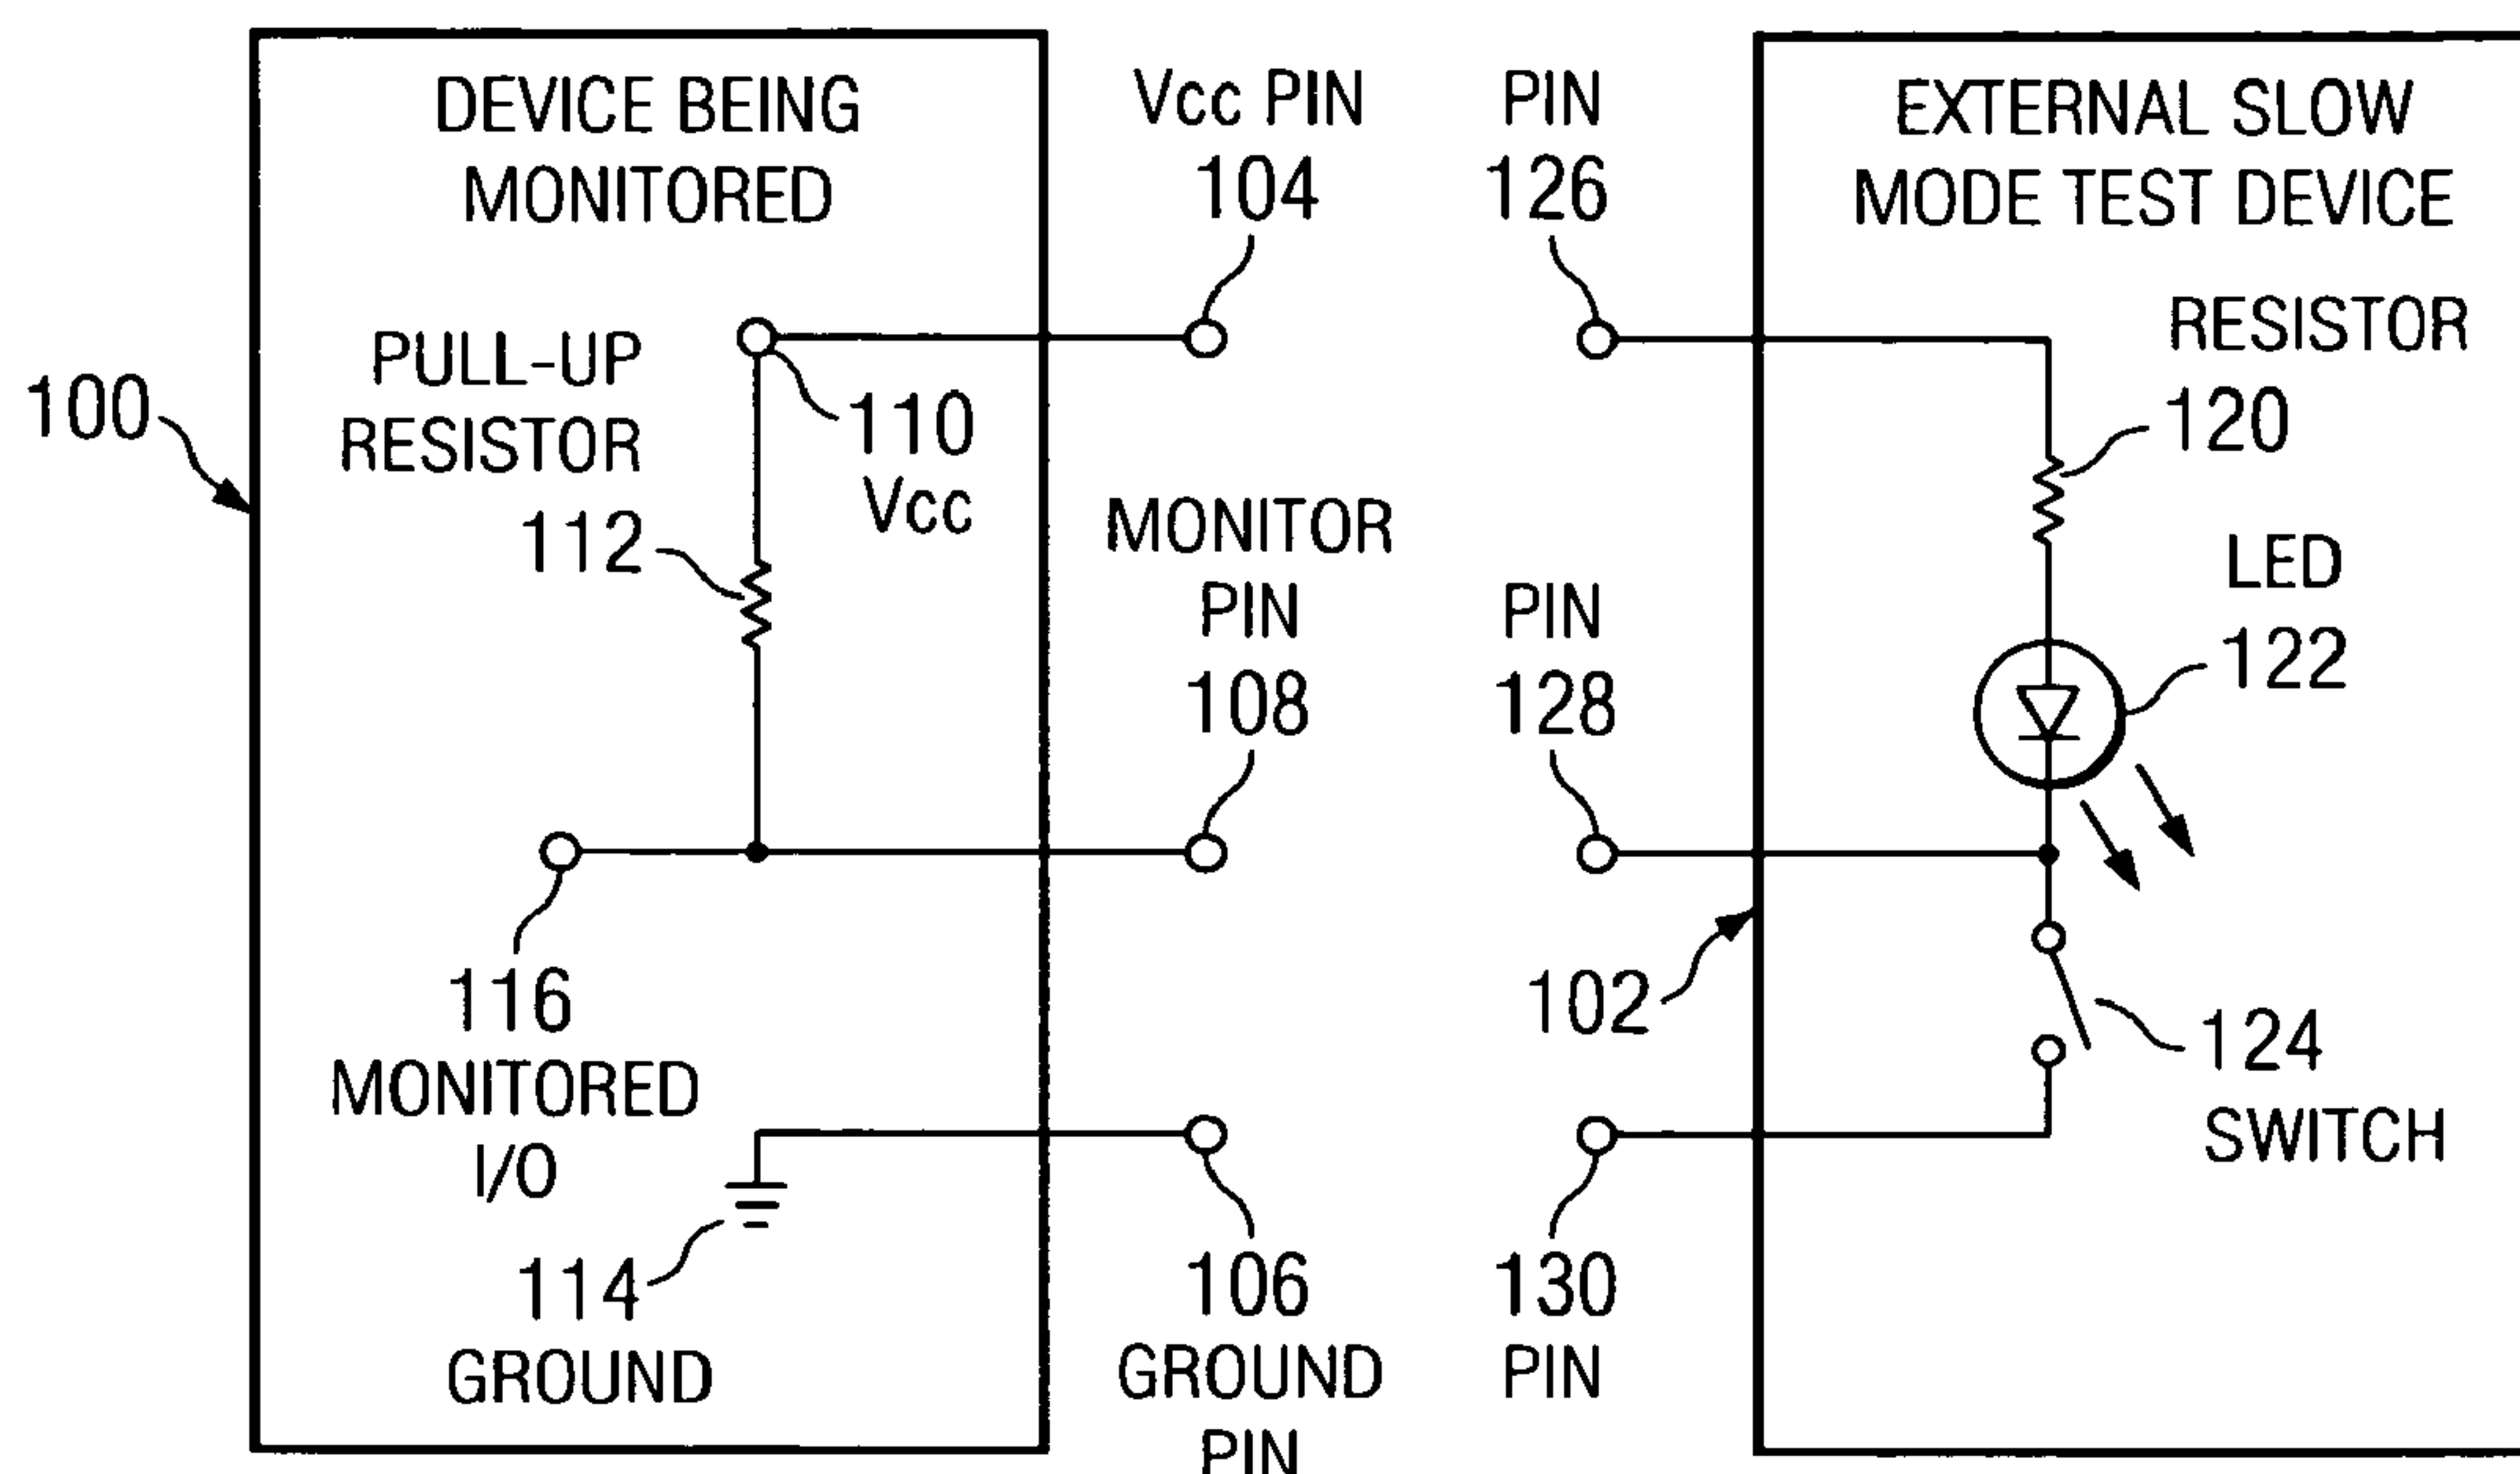 DEVICE BEING
MONITORED
Vcc PIN
104
PIN
126
EXTERNAL SLOW
MODE TEST DEVICE
100
PULL-UP
RESISTOR
112
110
Vcc
RESISTOR
120
MONITOR
PIN
108
PIN
128
LED
122
116
MONITORED
I/O
102
124
SWITCH
114
GROUND
106
GROUND
PIN
130
PIN